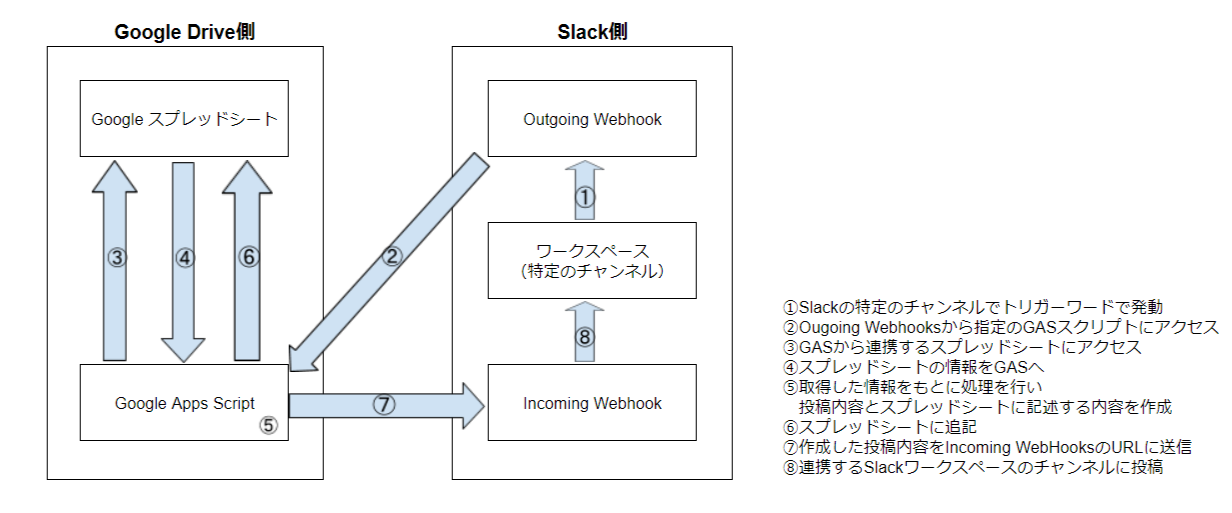 Google Drive側
Slack側
Google スプレッドシート
Outgoing Webhook
①
ワークスペース
（特定のチャンネル）
③
④
⑥
②
⑧
Google Apps Script
⑤
⑦
Incoming Webhook
①Slackの特定のチャンネルでトリガーワードで発動
②Ougoing Webhooksから指定のGASスクリプトにアクセス
③GASから連携するスプレッドシートにアクセス
④スプレッドシートの情報をGASへ
⑤取得した情報をもとに処理を行い
投稿内容とスプレッドシートに記述する内容を作成
⑥スプレッドシートに追記
⑦作成した投稿内容をIncoming WebHooksのURLに送信
⑧連携するSlackワークスペースのチャンネルに投稿